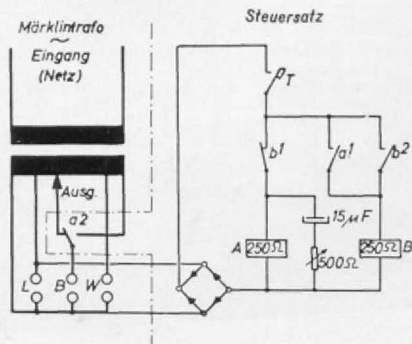 Märklintrafo
~
Eingang
(Netz)
Steuersatz
T
b1
a1
b2
Ausg.
a2
15µF
A 250Ω
500Ω
250Ω B
L B W